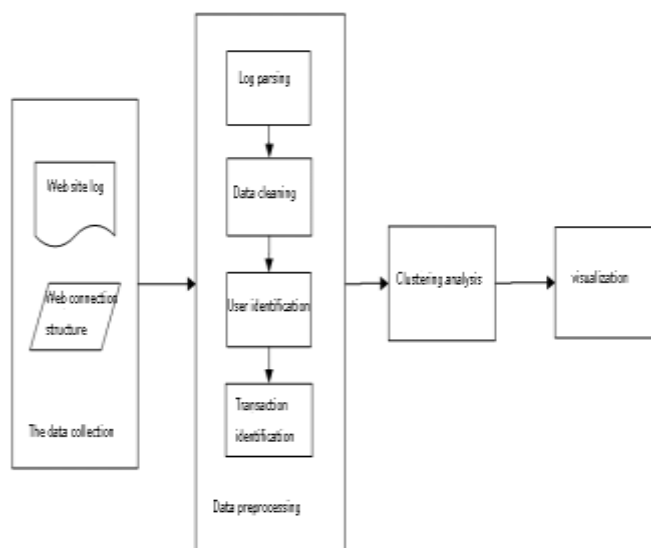 Web site log
Web connection
structure
The data collection
Log parsing
Data cleaning
User identification
Transaction
identification
Data preprocessing
Clustering analysis
visualization